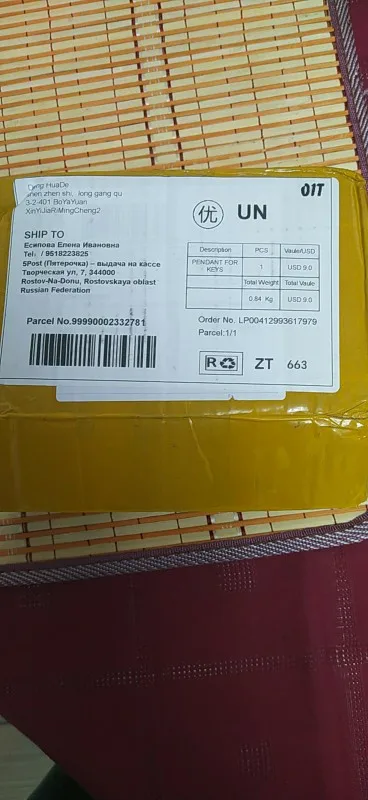 Deng HuaDe
shen zhen shi, long gang qu
3-2-401 BoYaYuan
XinYiJiaRiMingCheng2
01T
优 UN
SHIP TO
Есипова Елена Ивановна
Tel: / 9618223825
5Post (Пятерочка) – выдача на кассе
Творческая ул, 7, 344000
Rostov-Na-Donu, Rostovskaya oblast
Russian Federation
Description PCS Vaule/USD
PENDANT FOR KEYS 1 USD 9.0
Total Weight Total Vaule
0.84 Kg USD 9.0
Parcel No.99990002332781
Order No. LP00412993617979
Parcel:1/1
R ZT 663